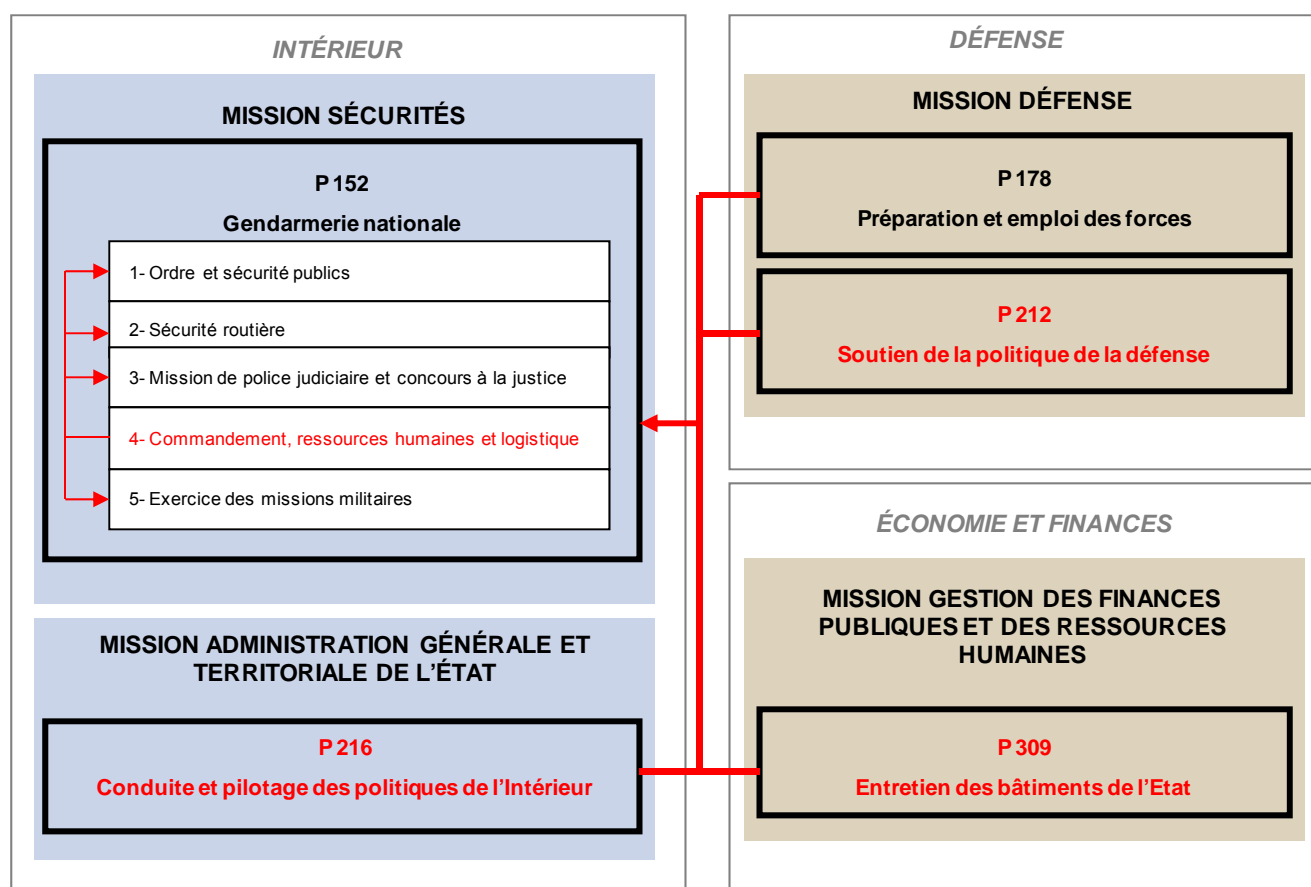 INTÉRIEUR
MISSION SÉCURITÉS
P 152
Gendarmerie nationale
1- Ordre et sécurité publics
2- Sécurité routière
3- Mission de police judiciaire et concours à la justice
4- Commandement, ressources humaines et logistique
5- Exercice des missions militaires
MISSION ADMINISTRATION GÉNÉRALE ET
TERRITORIALE DE L’ÉTAT
P 216
Conduite et pilotage des politiques de l’Intérieur
DÉFENSE
MISSION DÉFENSE
P 178
Préparation et emploi des forces
P 212
Soutien de la politique de la défense
ÉCONOMIE ET FINANCES
MISSION GESTION DES FINANCES
PUBLIQUES ET DES RESSOURCES
HUMAINES
P 309
Entretien des bâtiments de l’Etat